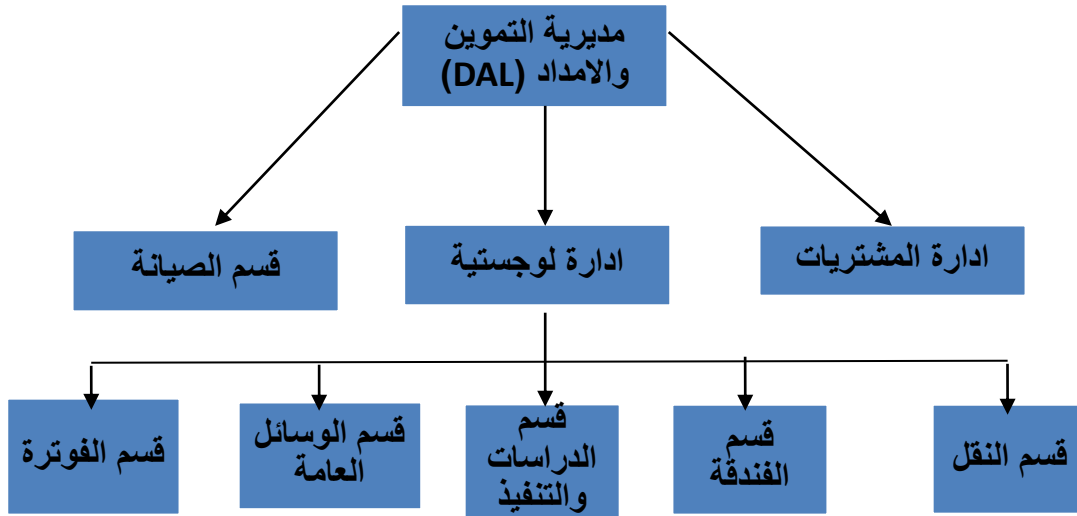 مديرية التموين
والامداد (DAL)
ادارة المشتريات
ادارة لوجستية
قسم الصيانة
قسم النقل
قسم
الفندقة
قسم
الدراسات
والتنفيذ
قسم الوسائل
العامة
قسم الفوترة